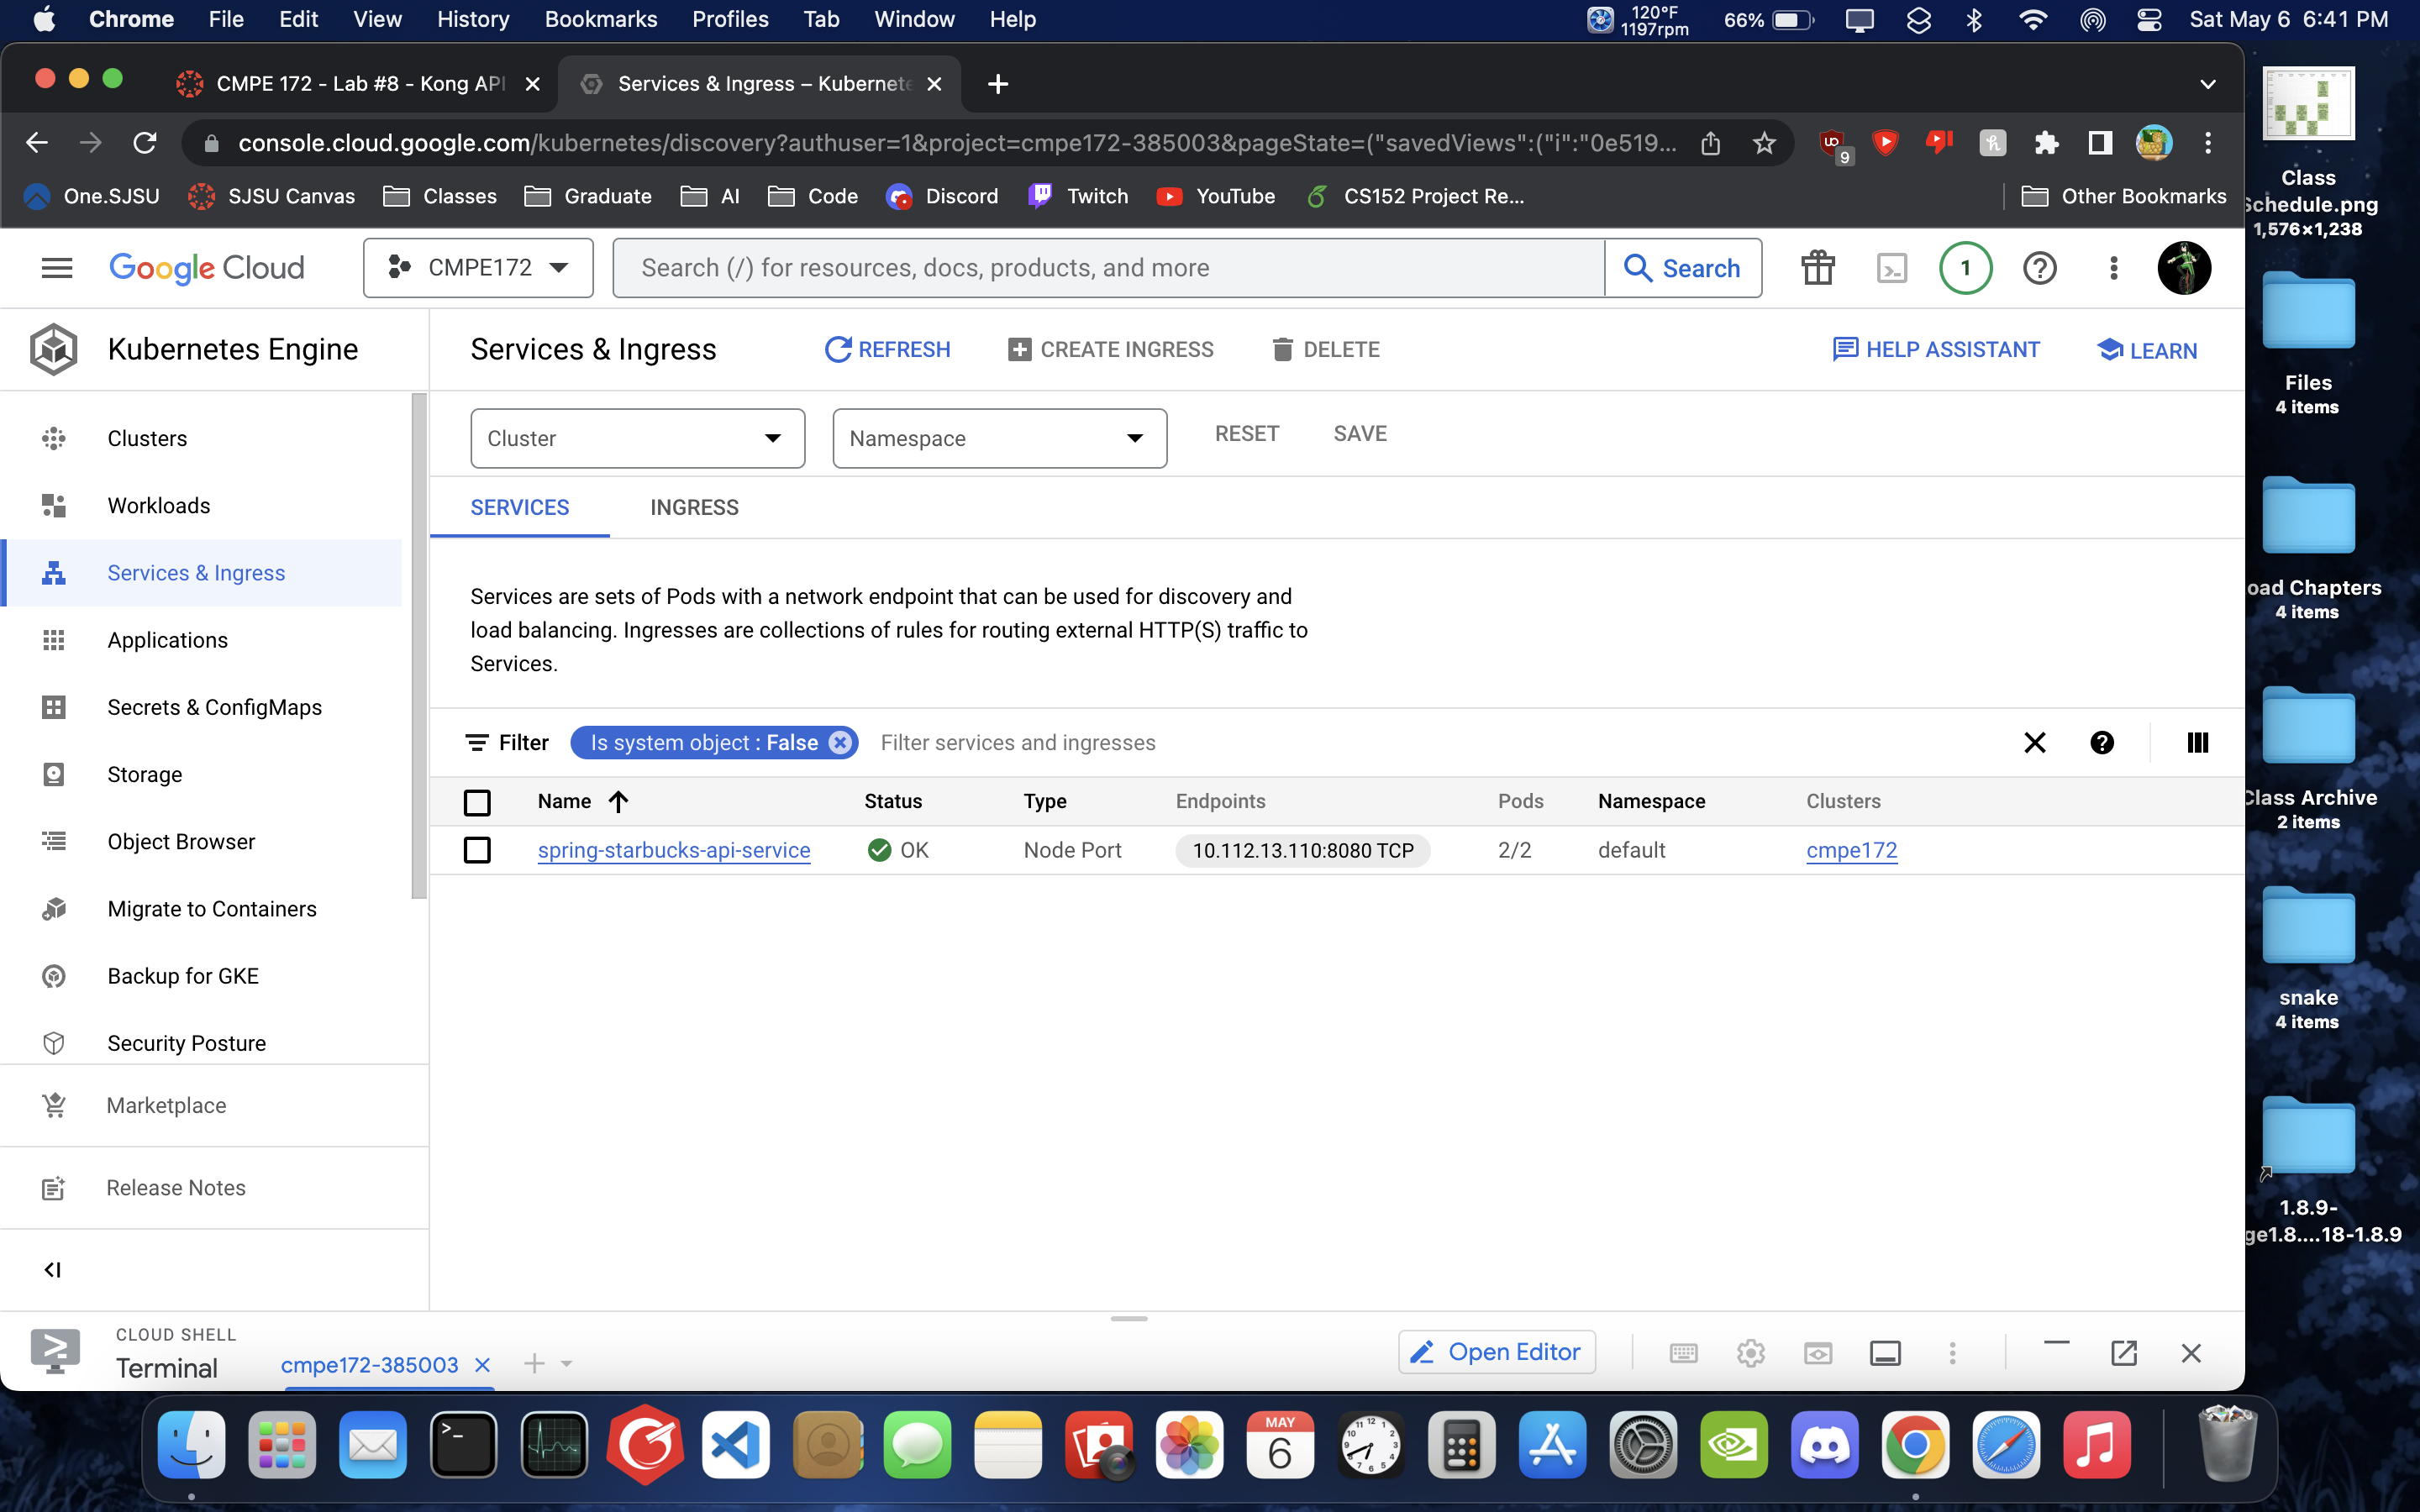 Chrome File Edit View History Bookmarks Profiles Tab Window Help 120°F 1197rpm 66% Sat May 6 6:41 PM
CMPE 172 - Lab #8 - Kong API
Services & Ingress – Kubernete
console.cloud.google.com/kubernetes/discovery?authuser=1&project=cmpe172-385003&pageState=("savedViews":("i":"0e519...
9
One.SJSU SJSU Canvas Classes Graduate AI Code Discord Twitch YouTube CS152 Project Re... Other Bookmarks
Google Cloud CMPE172 Search (/) for resources, docs, products, and more Search 1
Kubernetes Engine
Clusters
Workloads
Services & Ingress
Applications
Secrets & ConfigMaps
Storage
Object Browser
Migrate to Containers
Backup for GKE
Security Posture
Marketplace
Release Notes
Services & Ingress REFRESH CREATE INGRESS DELETE HELP ASSISTANT LEARN
Cluster Namespace RESET SAVE
SERVICES INGRESS
Services are sets of Pods with a network endpoint that can be used for discovery and
load balancing. Ingresses are collections of rules for routing external HTTP(S) traffic to
Services.
Filter Is system object : False Filter services and ingresses
Name Status Type Endpoints Pods Namespace Clusters
spring-starbucks-api-service OK Node Port 10.112.13.110:8080 TCP 2/2 default cmpe172
CLOUD SHELL
Terminal cmpe172-385003 Open Editor
Class
Schedule.png
1,576×1,238
Files
4 items
oad Chapters
4 items
Class Archive
2 items
snake
4 items
1.8.9-
ge1.8....18-1.8.9
MAY
6